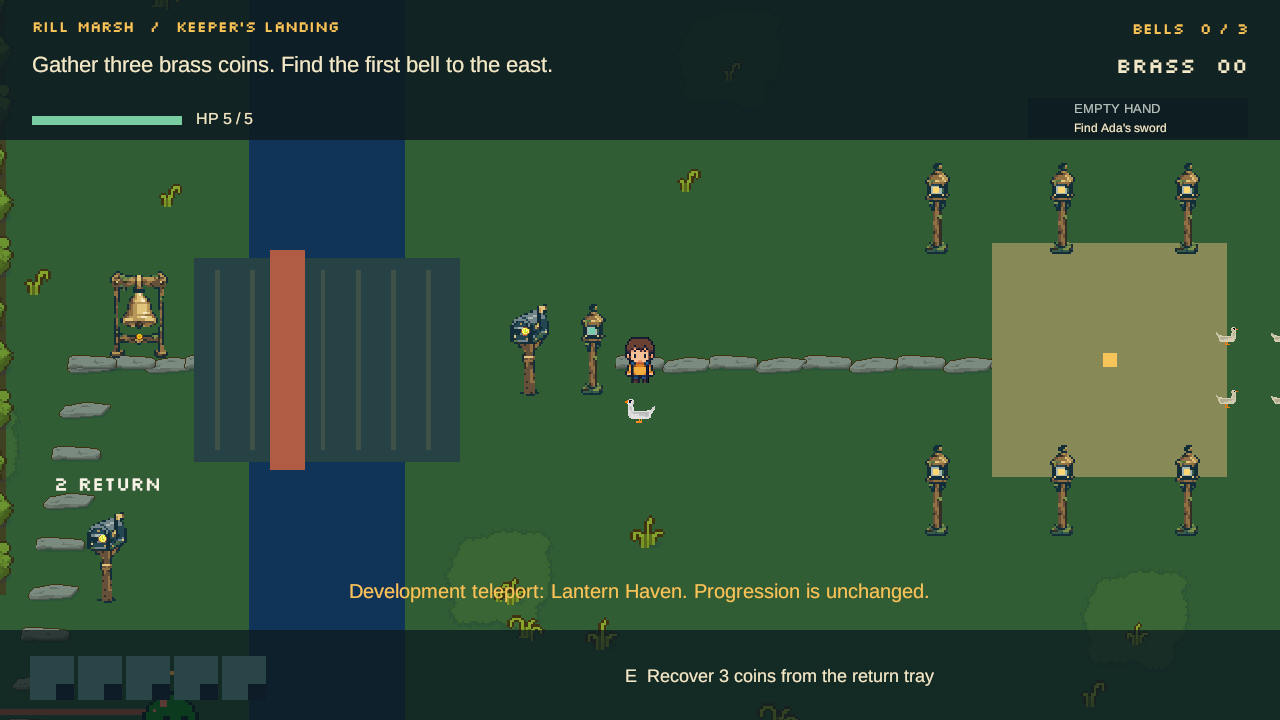 RILL MARSH / KEEPER'S LANDING
BELLS 0 / 3
Gather three brass coins. Find the first bell to the east.
BRASS 00
HP 5 / 5
EMPTY HAND
Find Ada's sword
2 RETURN
Development teleport: Lantern Haven. Progression is unchanged.
E Recover 3 coins from the return tray